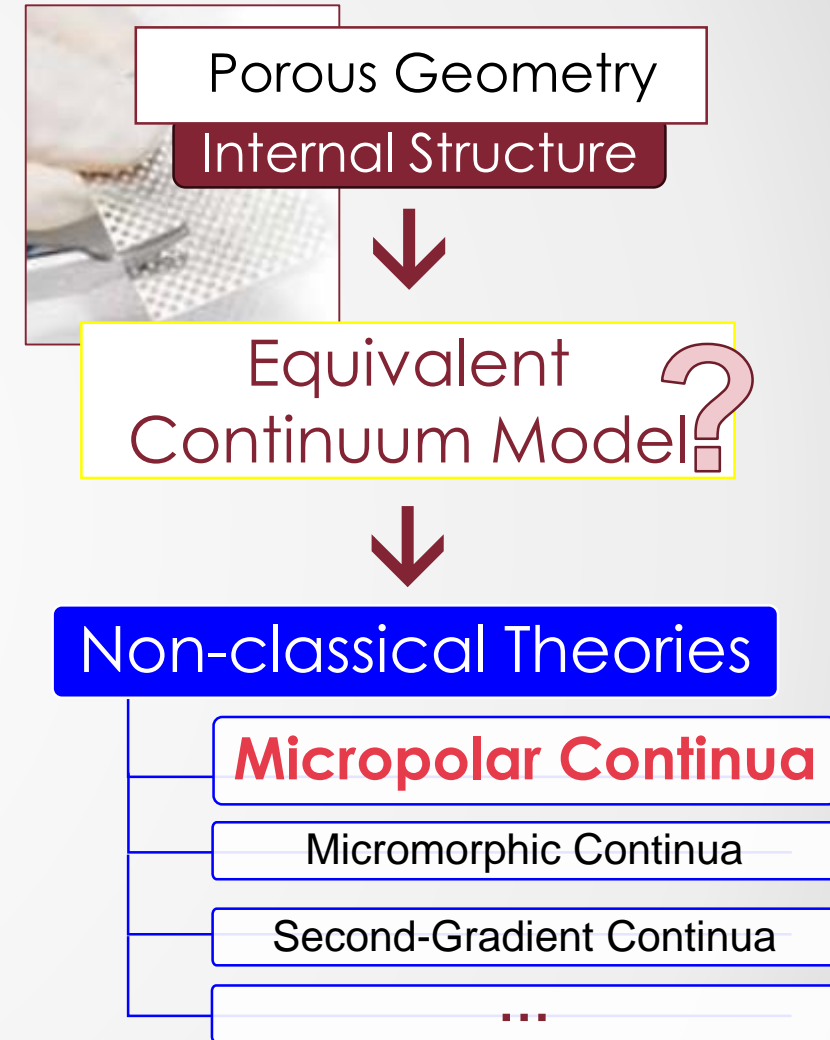 Porous Geometry
Internal Structure
Equivalent
Continuum Model?
Non-classical Theories
Micropolar Continua
Micromorphic Continua
Second-Gradient Continua
...